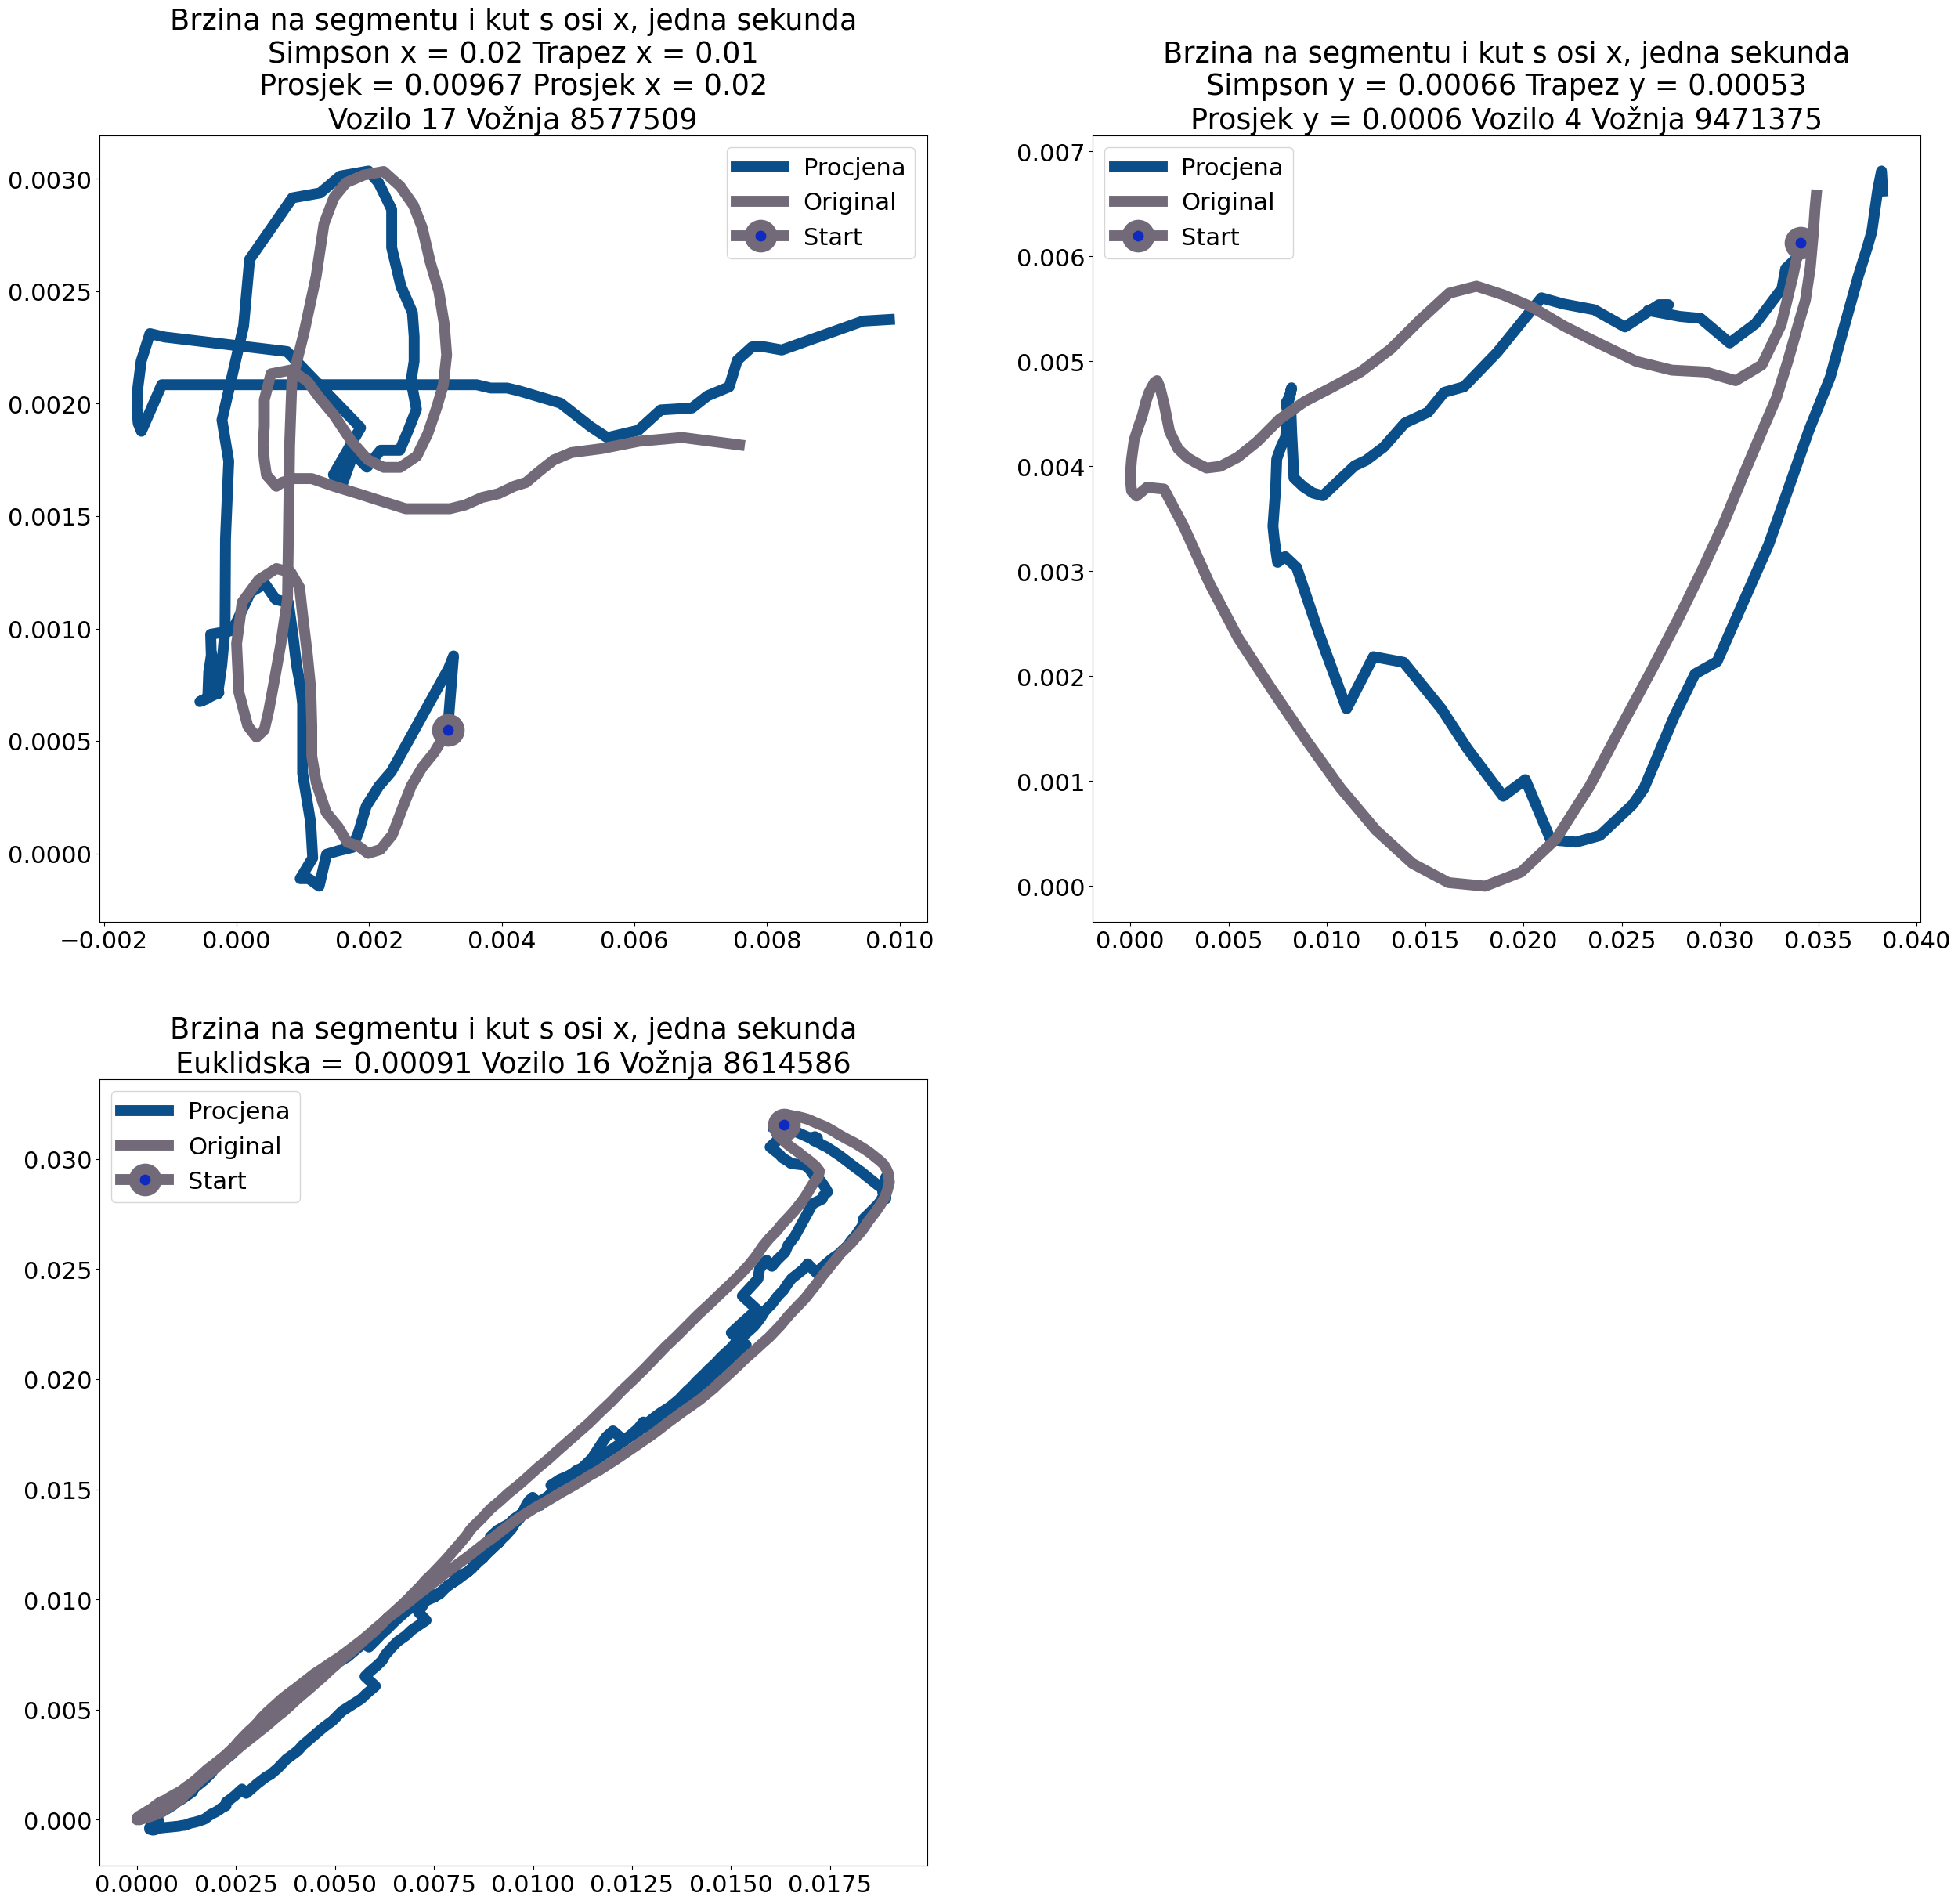 Brzina na segmentu i kut s osi x, jedna sekunda
Simpson x = 0.02 Trapez x = 0.01
Prosjek = 0.00967 Prosjek x = 0.02
Vozilo 17 Vožnja 8577509
Procjena
Original
Start
0.0030
0.0025
0.0020
0.0015
0.0010
0.0005
0.0000
−0.002 0.000 0.002 0.004 0.006 0.008 0.010
Brzina na segmentu i kut s osi x, jedna sekunda
Simpson y = 0.00066 Trapez y = 0.00053
Prosjek y = 0.0006 Vozilo 4 Vožnja 9471375
Procjena
Original
Start
0.007
0.006
0.005
0.004
0.003
0.002
0.001
0.000
0.000 0.005 0.010 0.015 0.020 0.025 0.030 0.035 0.040
Brzina na segmentu i kut s osi x, jedna sekunda
Euklidska = 0.00091 Vozilo 16 Vožnja 8614586
Procjena
Original
Start
0.030
0.025
0.020
0.015
0.010
0.005
0.000
0.0000 0.0025 0.0050 0.0075 0.0100 0.0125 0.0150 0.0175